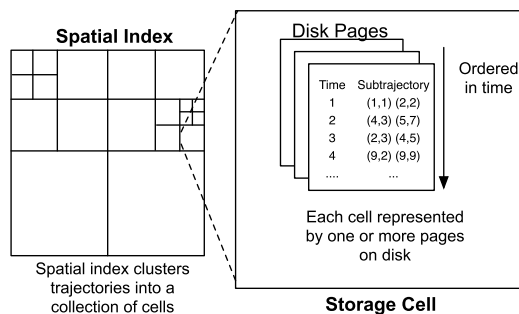 Spatial Index
Spatial index clusters
trajectories into a
collection of cells
Disk Pages
Time Subtrajectory
1 (1,1) (2,2)
2 (4,3) (5,7)
3 (2,3) (4,5)
4 (9,2) (9,9)
.... ...
Ordered
in time
Each cell represented
by one or more pages
on disk
Storage Cell